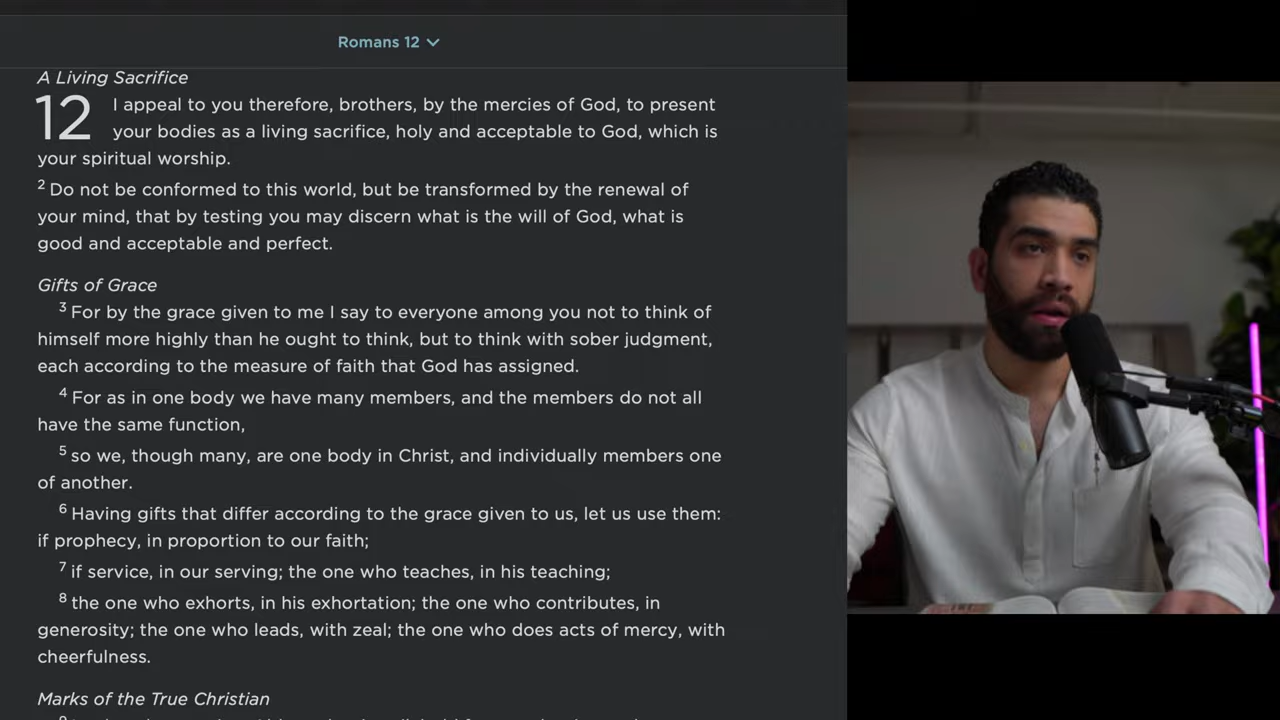 Romans 12
A Living Sacrifice
12 I appeal to you therefore, brothers, by the mercies of God, to present
your bodies as a living sacrifice, holy and acceptable to God, which is
your spiritual worship.
2 Do not be conformed to this world, but be transformed by the renewal of
your mind, that by testing you may discern what is the will of God, what is
good and acceptable and perfect.
Gifts of Grace
3 For by the grace given to me I say to everyone among you not to think of
himself more highly than he ought to think, but to think with sober judgment,
each according to the measure of faith that God has assigned.
4 For as in one body we have many members, and the members do not all
have the same function,
5 so we, though many, are one body in Christ, and individually members one
of another.
6 Having gifts that differ according to the grace given to us, let us use them:
if prophecy, in proportion to our faith;
7 if service, in our serving; the one who teaches, in his teaching;
8 the one who exhorts, in his exhortation; the one who contributes, in
generosity; the one who leads, with zeal; the one who does acts of mercy, with
cheerfulness.
Marks of the True Christian